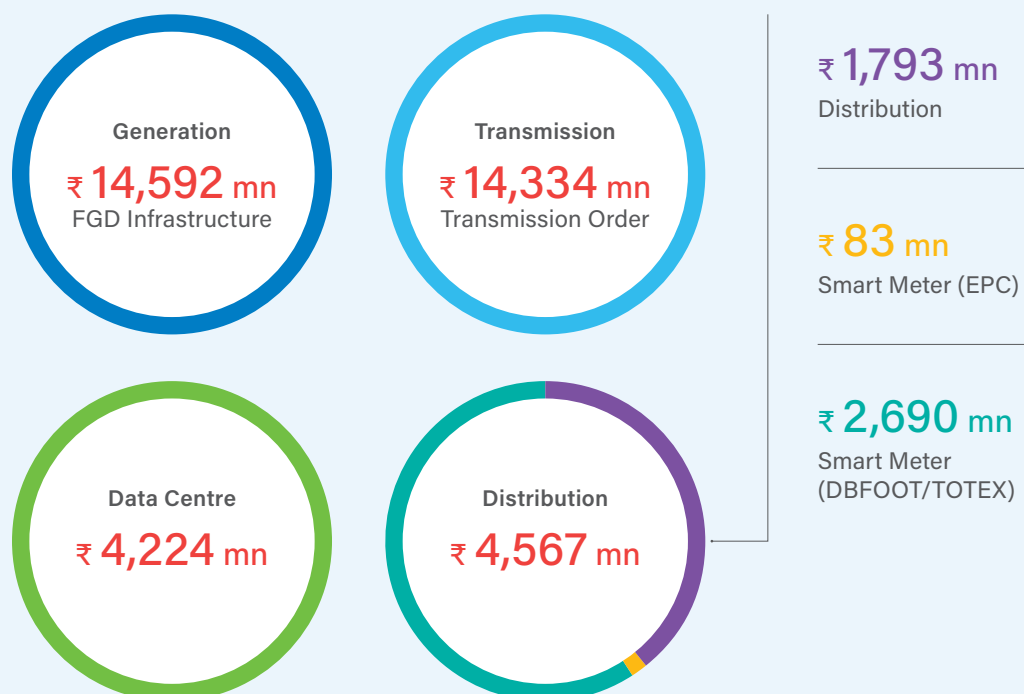 Generation
₹ 14,592 mn
FGD Infrastructure
Transmission
₹ 14,334 mn
Transmission Order
Data Centre
₹ 4,224 mn
Distribution
₹ 4,567 mn
₹ 1,793 mn
Distribution
₹ 83 mn
Smart Meter (EPC)
₹ 2,690 mn
Smart Meter
(DBFOOT/TOTEX)